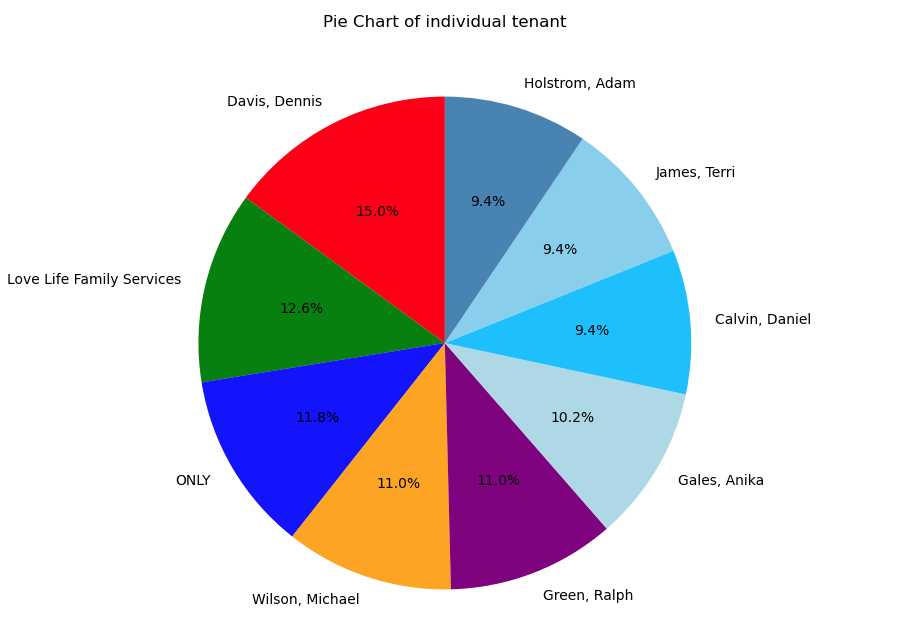 Pie Chart of individual tenant
Holstrom, Adam
Davis, Dennis
James, Terri
9.4%
15.0%
9.4%
Love Life Family Services
12.6%
Calvin, Daniel
9.4%
11.8%
10.2%
ONLY
11.0%
11.0%
Gales, Anika
Wilson, Michael
Green, Ralph